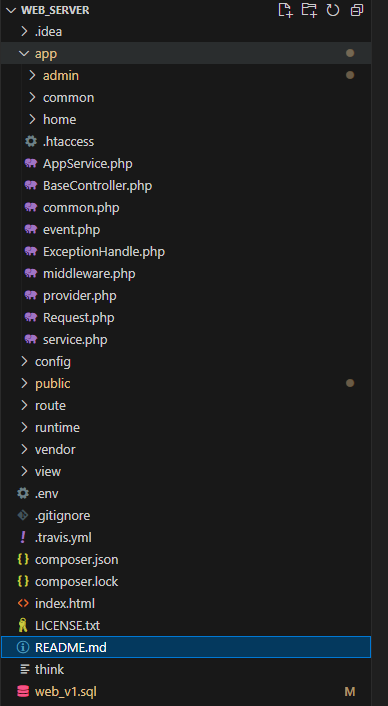 WEB_SERVER
.idea
app
admin
common
home
.htaccess
AppService.php
BaseController.php
common.php
event.php
ExceptionHandle.php
middleware.php
provider.php
Request.php
service.php
config
public
route
runtime
vendor
view
.env
.gitignore
.travis.yml
composer.json
composer.lock
index.html
LICENSE.txt
README.md
think
web_v1.sql M